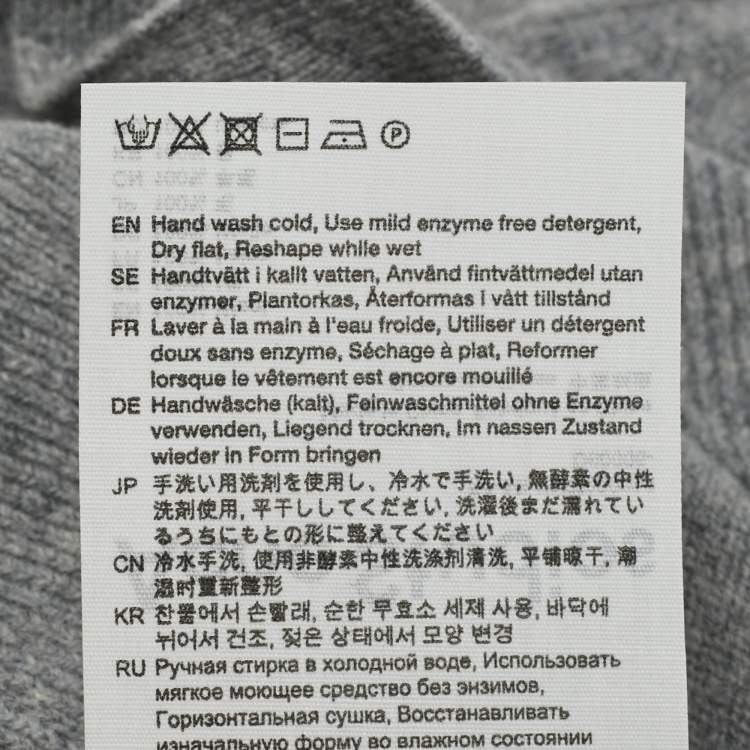 EN Hand wash cold, Use mild enzyme free detergent,
Dry flat, Reshape while wet
SE Handtvätt i kallt vatten, Använd fintvättmedel utan
enzymer, Plantorkas, Återformas i vått tillstånd
FR Laver à la main à l'eau froide, Utiliser un détergent
doux sans enzyme, Séchage à plat, Reformer
lorsque le vêtement est encore mouillé
DE Handwäsche (kalt), Feinwaschmittel ohne Enzyme
verwenden, Liegend trocknen, Im nassen Zustand
wieder in Form bringen
JP 手洗い用洗剤を使用し、冷水で手洗い, 無酵素の中性
洗剤使用, 平干ししてください, 洗濯後まだ濡れてい
るうちにもとの形に整えてください
CN 冷水手洗, 使用非酵素中性洗涤剂清洗, 平铺晾干, 潮
湿时重新整形
KR 찬물에서 손빨래, 순한 무효소 세제 사용, 바닥에
뉘어서 건조, 젖은 상태에서 모양 변경
RU Ручная стирка в холодной воде, Использовать
мягкое моющее средство без энзимов,
Горизонтальная сушка, Восстанавливать
изначальную форму во влажном состоянии